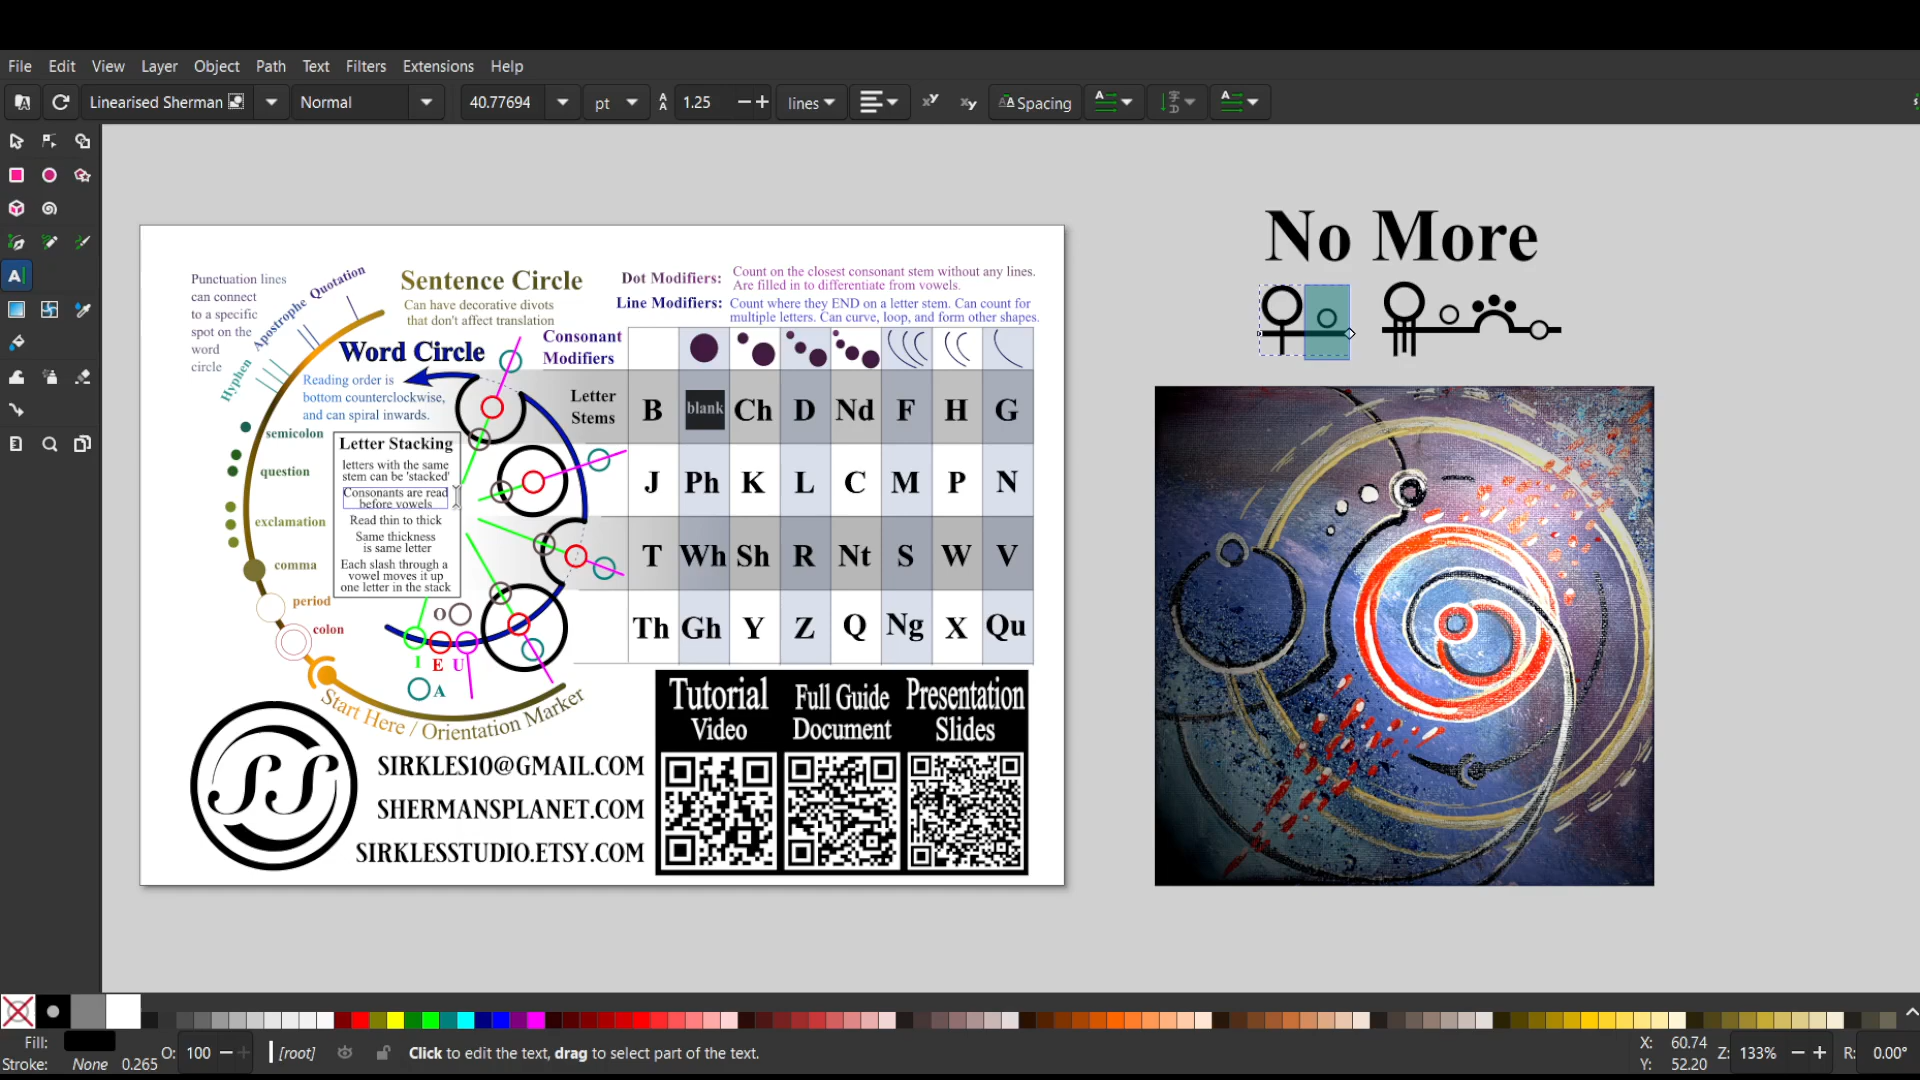 File Edit View Layer Object Path Text Filters Extensions Help
Linearised Sherman Normal 40.77694 pt 1.25 lines Spacing
No More
Punctuation lines
can connect
to a specific
spot on the
word
circle
Hyphen
Apostrophe
Quotation
Sentence Circle
Can have decorative divots
that don't affect translation
Dot Modifiers: Count on the closest consonant stem without any lines.
Are filled in to differentiate from vowels.
Line Modifiers: Count where they END on a letter stem. Can count for
multiple letters. Can curve, loop, and form other shapes.
Word Circle
Reading order is
bottom counterclockwise,
and can spiral inwards.
Consonant
Modifiers
Letter
Stems
B blank Ch D Nd F H G
J Ph K L C M P N
T Wh Sh R Nt S W V
Th Gh Y Z Q Ng X Qu
Letter Stacking
letters with the same
stem can be 'stacked'
Consonants are read
before vowels
Read thin to thick
Same thickness
is same letter
Each slash through a
vowel moves it up
one letter in the stack
semicolon
question
exclamation
comma
period
colon
O
I E U
A
Start Here / Orientation Marker
SS
SIRKLES10@GMAIL.COM
SHERMANSPLANET.COM
SIRKLESSTUDIO.ETSY.COM
Tutorial
Video
Full Guide
Document
Presentation
Slides
Fill:
Stroke: None 0.265
O: 100
[root]
Click to edit the text, drag to select part of the text.
X: 60.74
Y: 52.20
Z: 133%
R: 0.00°